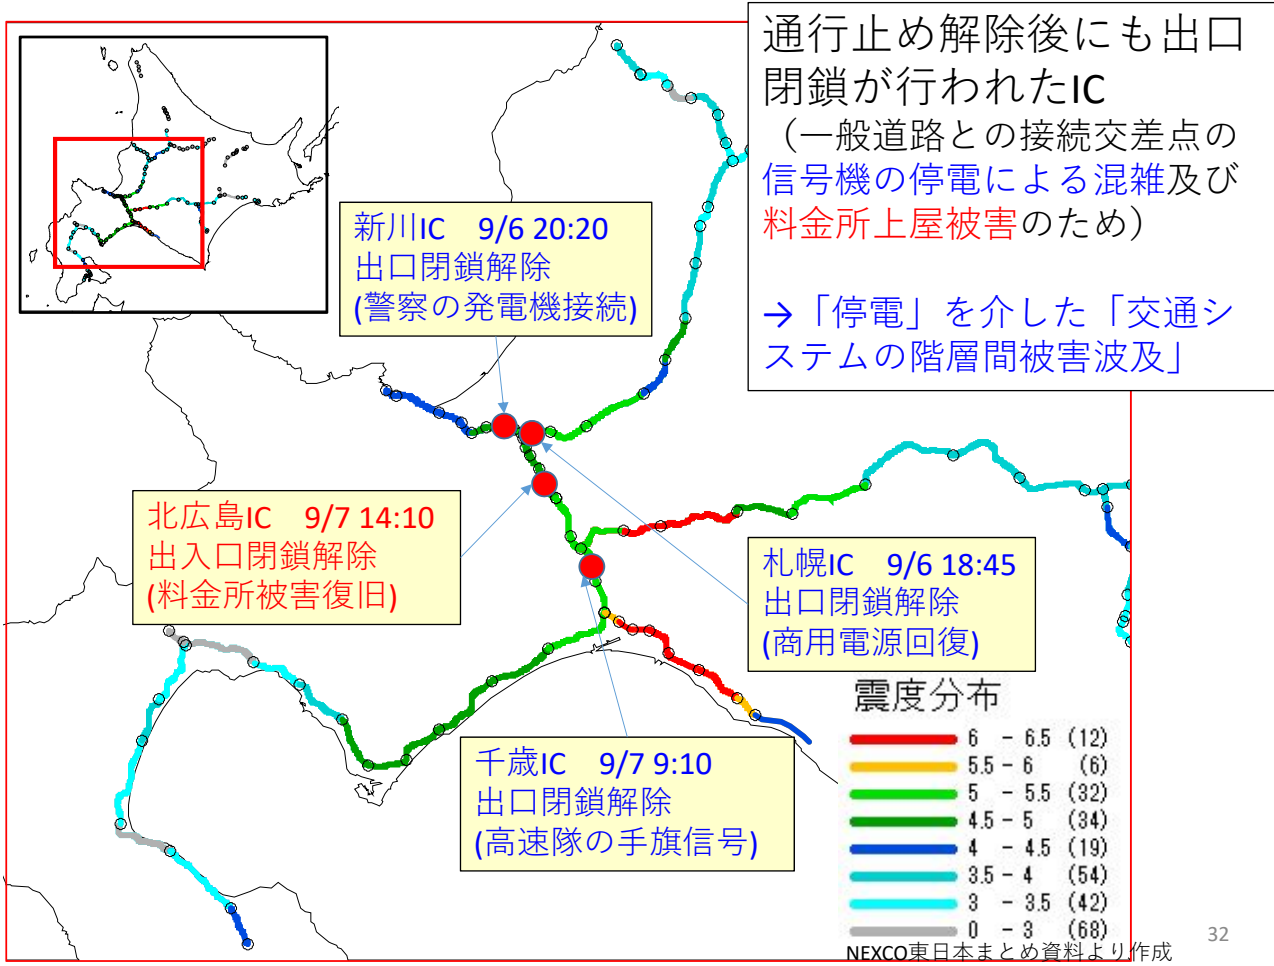 通行止め解除後にも出口
閉鎖が行われたIC
（一般道路との接続交差点の
信号機の停電による混雑及び
料金所上屋被害のため）
→「停電」を介した「交通シ
ステムの階層間被害波及」
新川IC　9/6 20:20
出口閉鎖解除
(警察の発電機接続)
北広島IC　9/7 14:10
出入口閉鎖解除
(料金所被害復旧)
札幌IC　9/6 18:45
出口閉鎖解除
(商用電源回復)
千歳IC　9/7 9:10
出口閉鎖解除
(高速隊の手旗信号)
震度分布
6 - 6.5 (12)
5.5 - 6 (6)
5 - 5.5 (32)
4.5 - 5 (34)
4 - 4.5 (19)
3.5 - 4 (54)
3 - 3.5 (42)
0 - 3 (68)
NEXCO東日本まとめ資料より作成
32